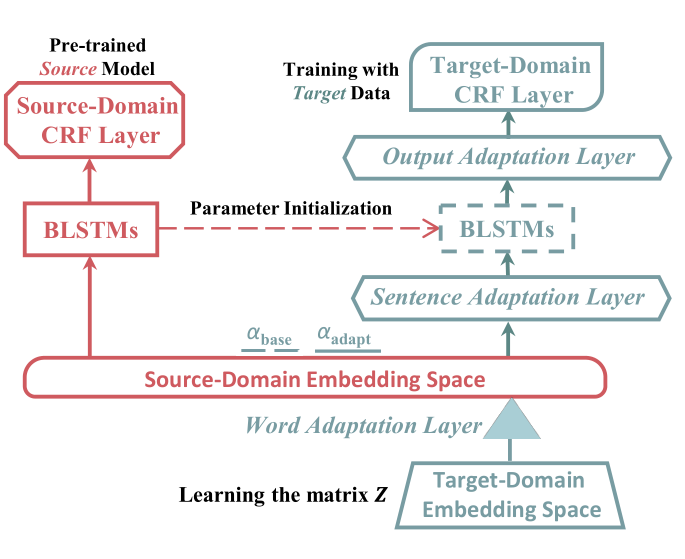 Pre-trained
Source Model
Source-Domain
CRF Layer
Training with
Target Data
Target-Domain
CRF Layer
Output Adaptation Layer
BLSTMs
Parameter Initialization
BLSTMs
Sentence Adaptation Layer
αbase αadapt
Source-Domain Embedding Space
Word Adaptation Layer
Learning the matrix Z
Target-Domain
Embedding Space